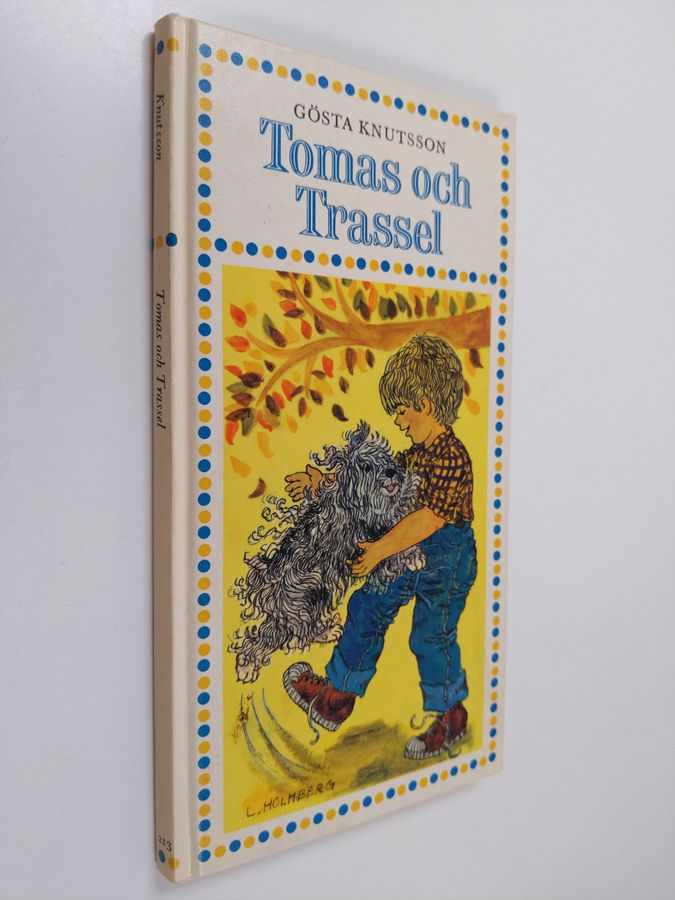 GÖSTA KNUTSSON
Tomas och
Trassel
L. HOLMBERG
Knutsson
Tomas och Trassel
213